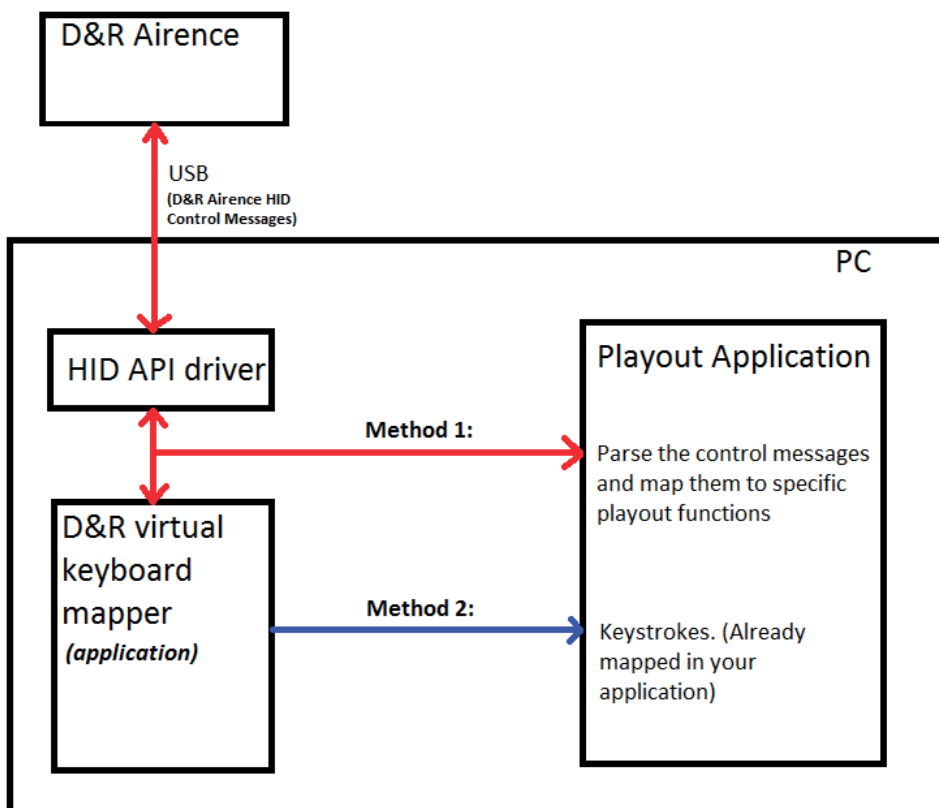 D&R Airence
USB
(D&R Airence HID
Control Messages)
PC
HID API driver
Playout Application
Method 1:
Parse the control messages
and map them to specific
playout functions
D&R virtual
keyboard
mapper
(application)
Method 2:
Keystrokes. (Already
mapped in your
application)